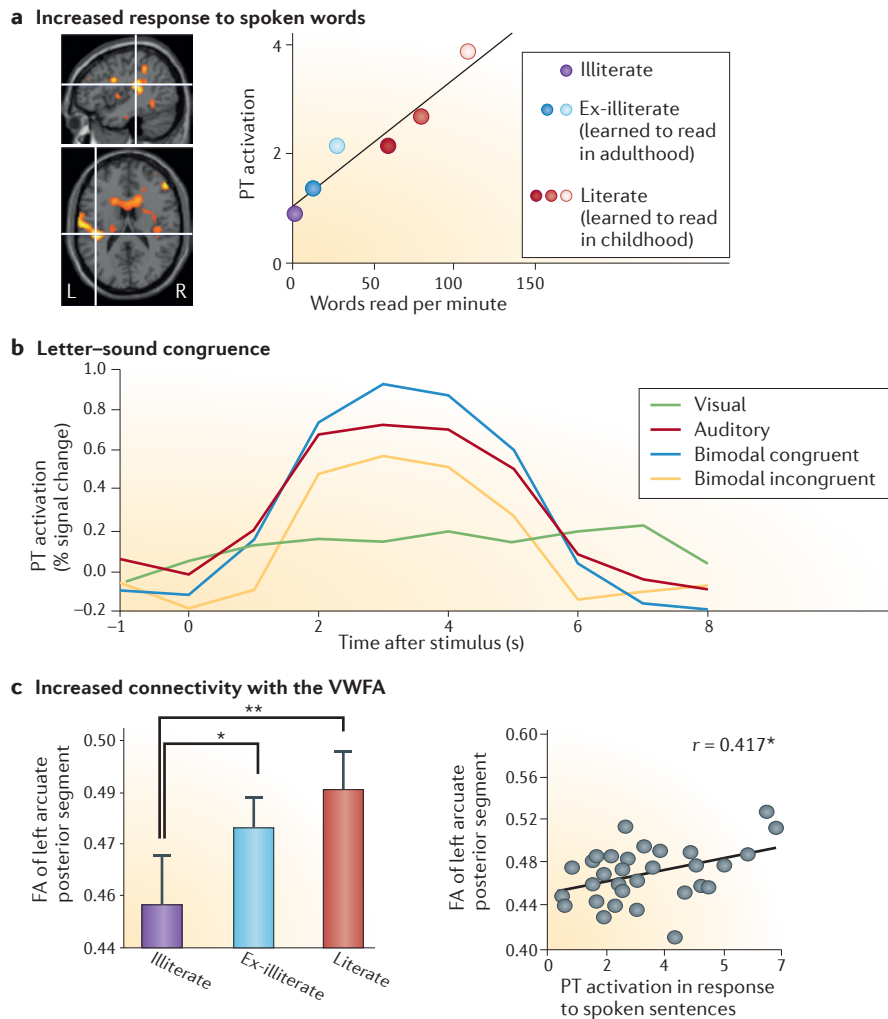 a Increased response to spoken words
L
R
PT activation
4
2
0
0
50
100
150
Words read per minute
Illiterate
Ex-illiterate
(learned to read
in adulthood)
Literate
(learned to read
in childhood)
b Letter–sound congruence
PT activation
(% signal change)
1.0
0.8
0.6
0.4
0.2
0.0
–0.2
–1
0
2
4
6
8
Time after stimulus (s)
Visual
Auditory
Bimodal congruent
Bimodal incongruent
c Increased connectivity with the VWFA
FA of left arcuate
posterior segment
0.50
0.49
0.47
0.46
0.44
**
*
Illiterate
Ex-illiterate
Literate
FA of left arcuate
posterior segment
0.60
0.56
0.52
0.48
0.44
0.40
r = 0.417*
0
2
4
5
7
PT activation in response
to spoken sentences